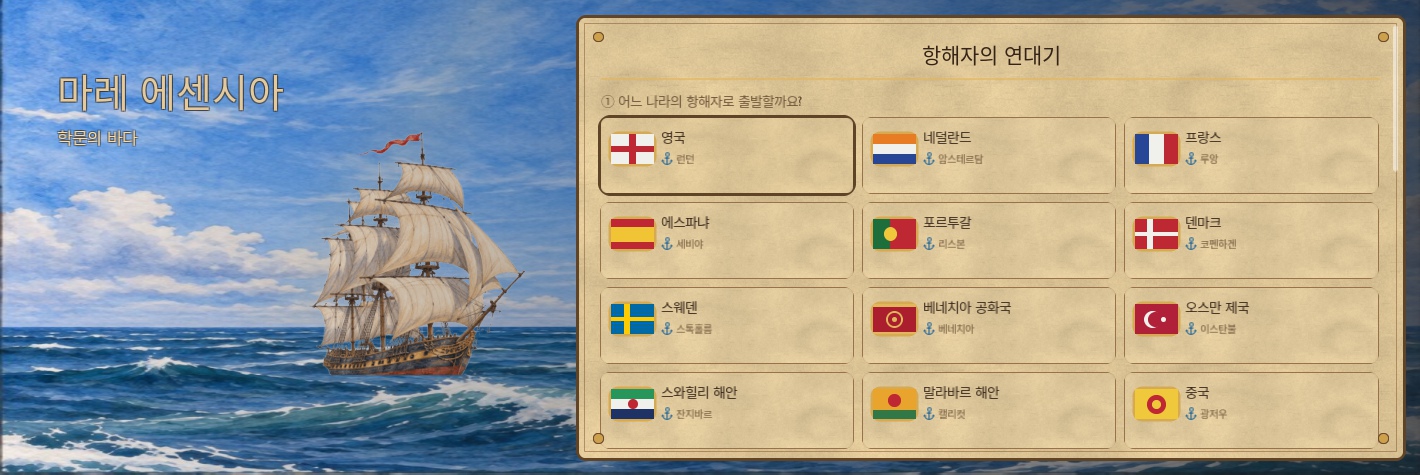 마레 에센시아
학문의 바다
항해자의 연대기
① 어느 나라의 항해자로 출발할까요?
영국
런던
네덜란드
암스테르담
프랑스
루앙
에스파냐
세비야
포르투갈
리스본
덴마크
코펜하겐
스웨덴
스톡홀름
베네치아 공화국
베네치아
오스만 제국
이스탄불
스와힐리 해안
잔지바르
말라바르 해안
캘리컷
중국
광저우